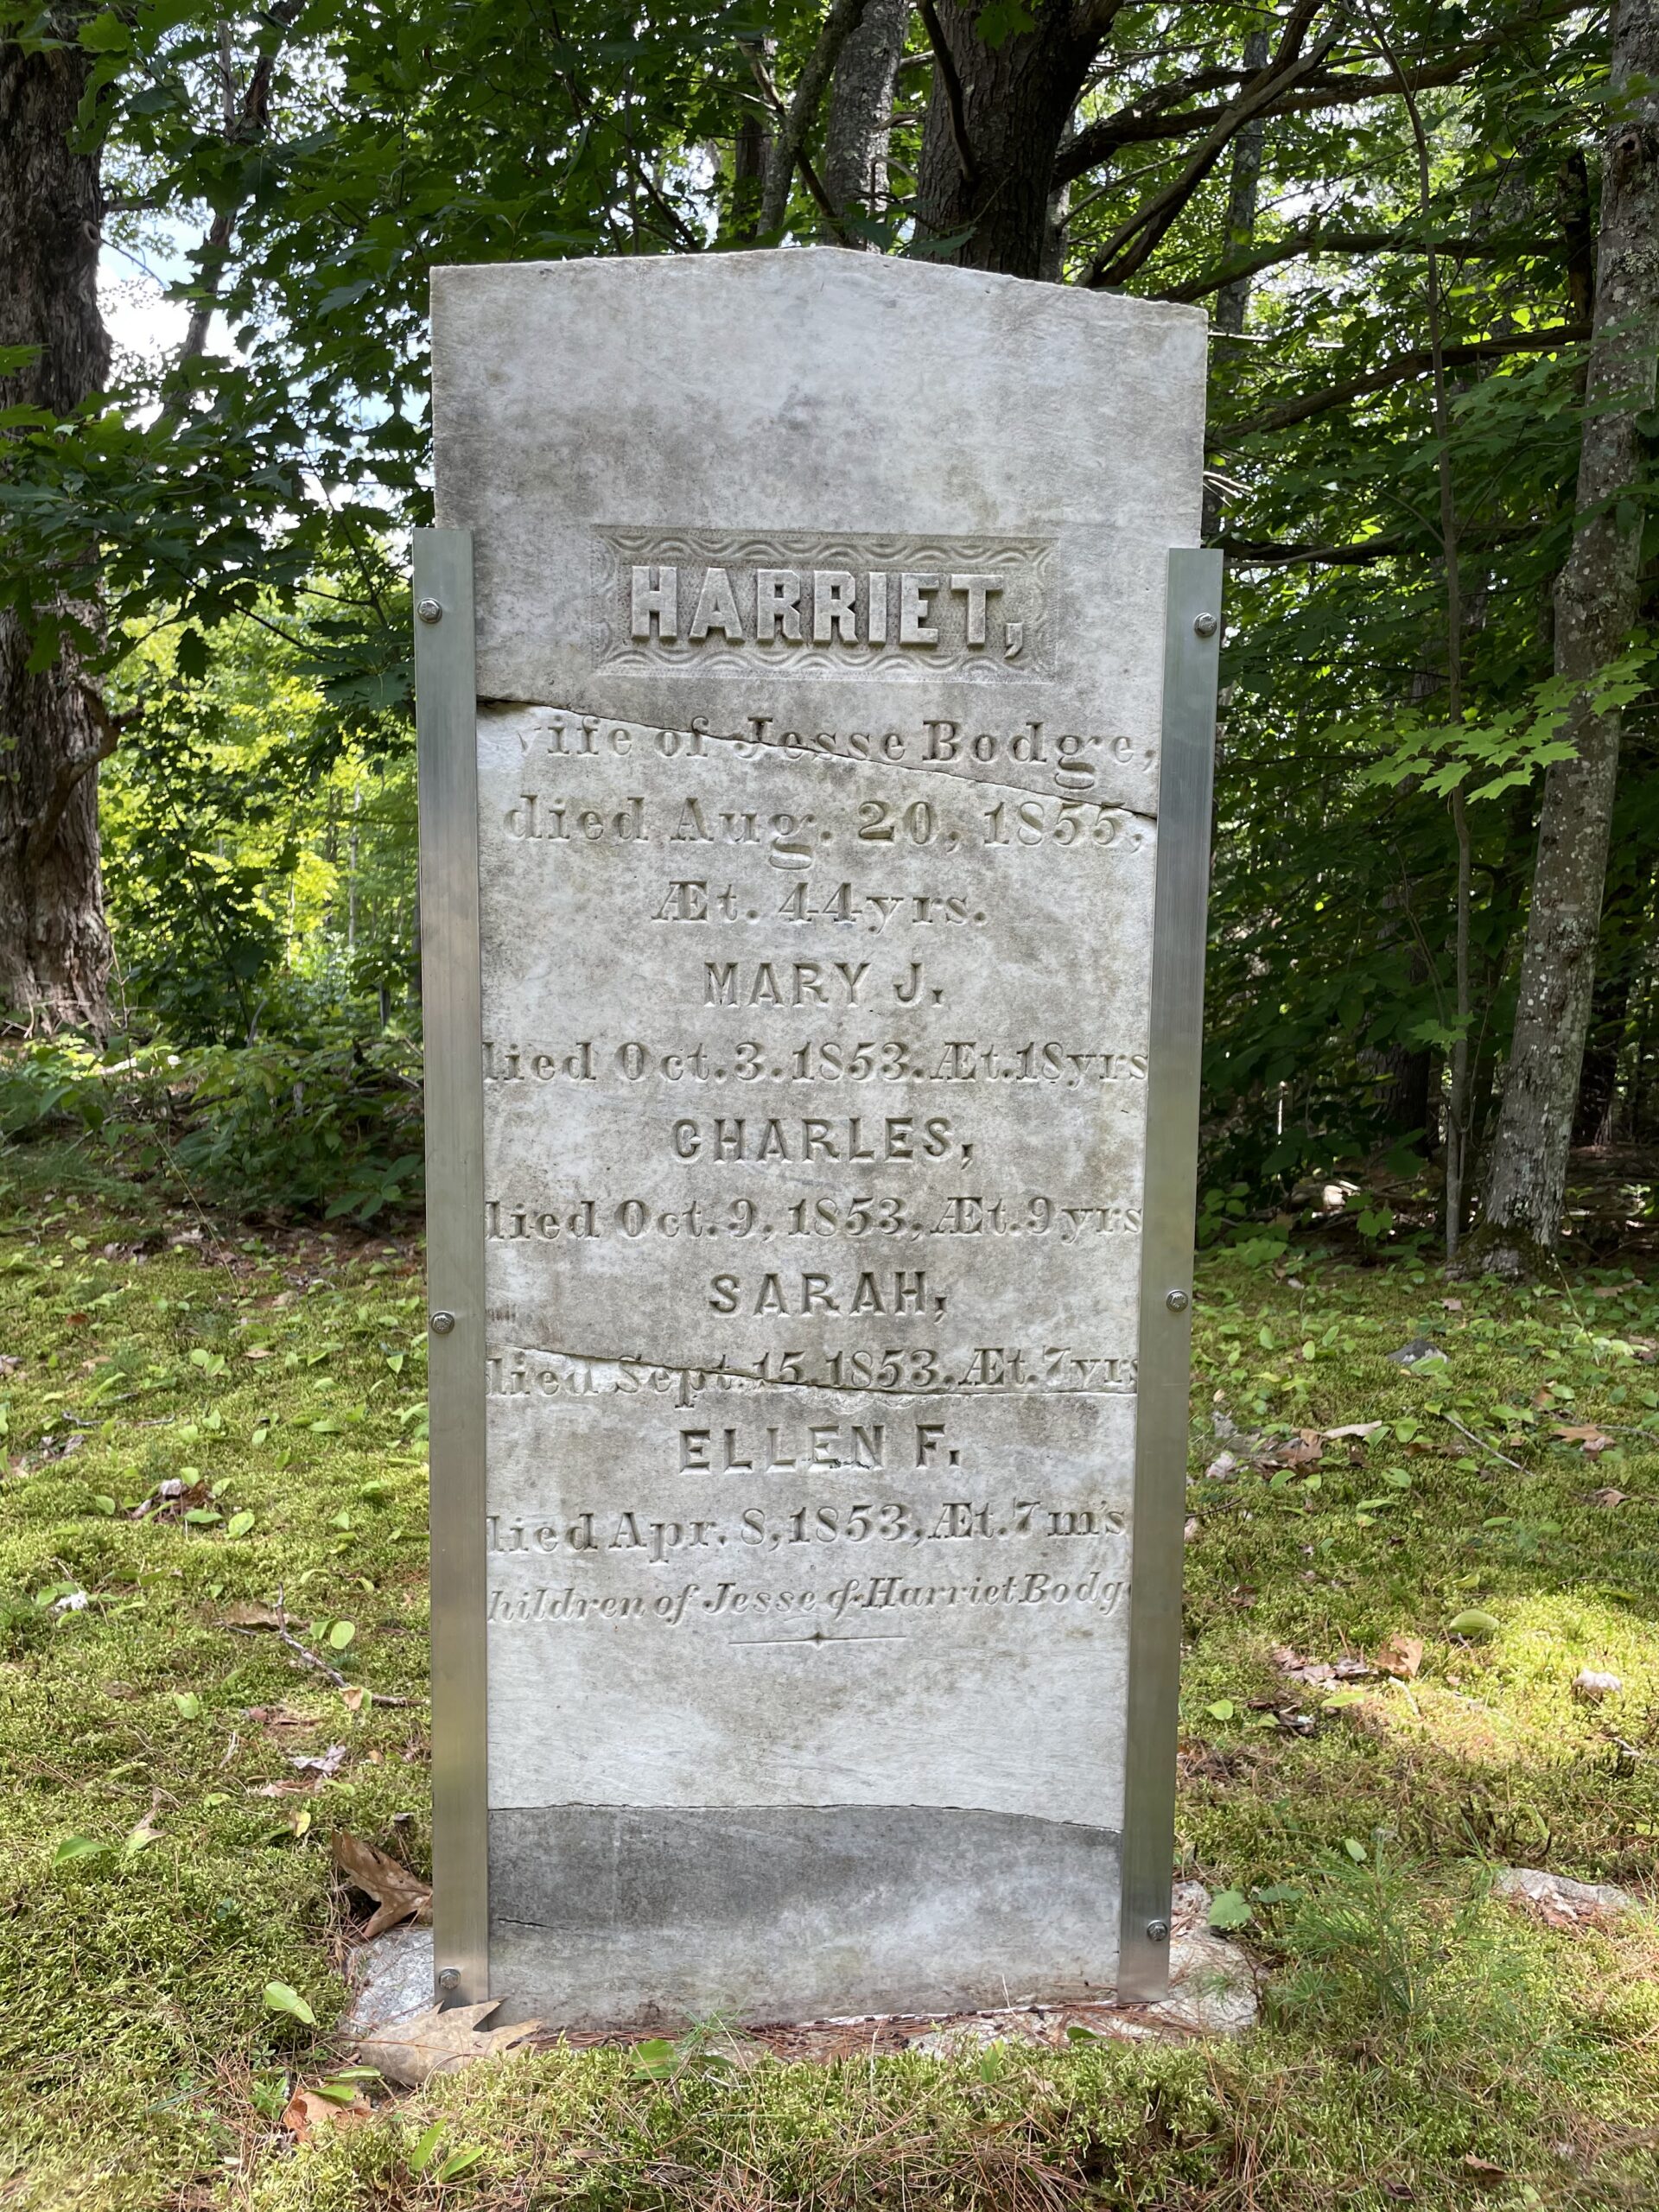 HARRIET,
wife of Jesse Bodge,
died Aug. 20, 1855,
Æt. 44 yrs.
MARY J.
died Oct. 3. 1853. Æt. 18 yrs
CHARLES,
died Oct. 9, 1853, Æt. 9 yrs
SARAH,
died Sept. 15. 1853. Æt. 7 yrs
ELLEN F.
died Apr. 8, 1853, Æt. 7 m's
Children of Jesse & Harriet Bodge